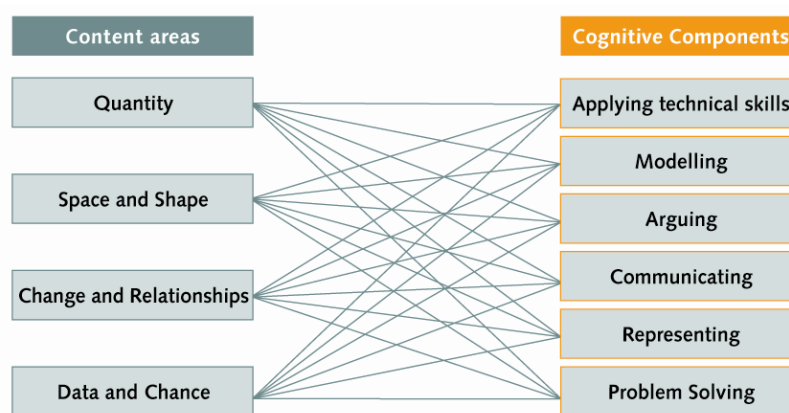 Content areas
Cognitive Components
Quantity
Space and Shape
Change and Relationships
Data and Chance
Applying technical skills
Modelling
Arguing
Communicating
Representing
Problem Solving